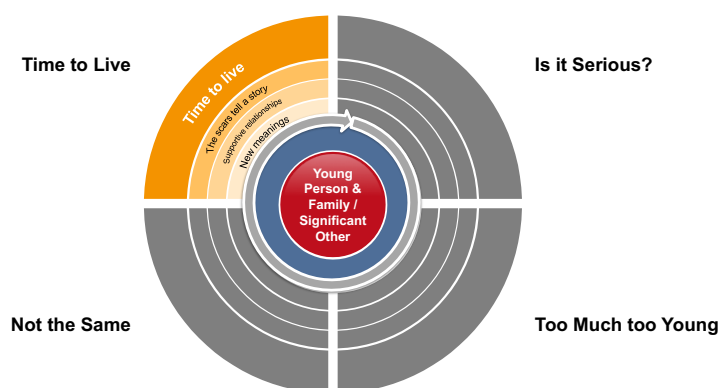 Time to Live
Is it Serious?
Time to live
The scars tell a story
Supportive relationships
New meanings
Young
Person &
Family /
Significant
Other
Not the Same
Too Much too Young